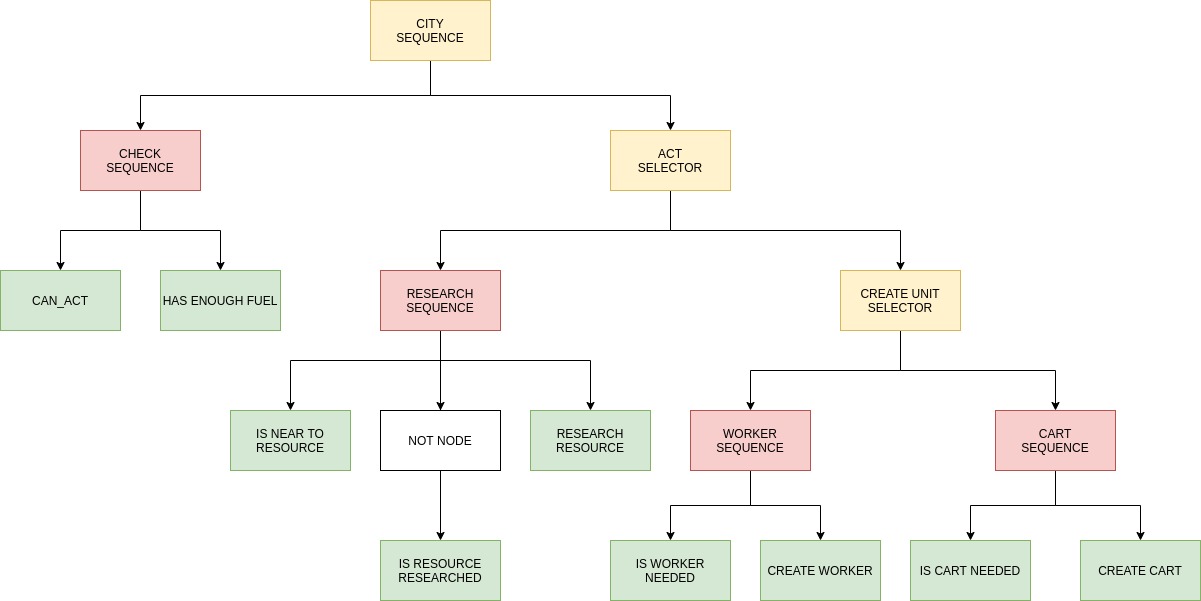 CITY
SEQUENCE
CHECK
SEQUENCE
ACT
SELECTOR
CAN_ACT
HAS ENOUGH FUEL
RESEARCH
SEQUENCE
CREATE UNIT
SELECTOR
IS NEAR TO
RESOURCE
NOT NODE
RESEARCH
RESOURCE
WORKER
SEQUENCE
CART
SEQUENCE
IS RESOURCE
RESEARCHED
IS WORKER
NEEDED
CREATE WORKER
IS CART NEEDED
CREATE CART